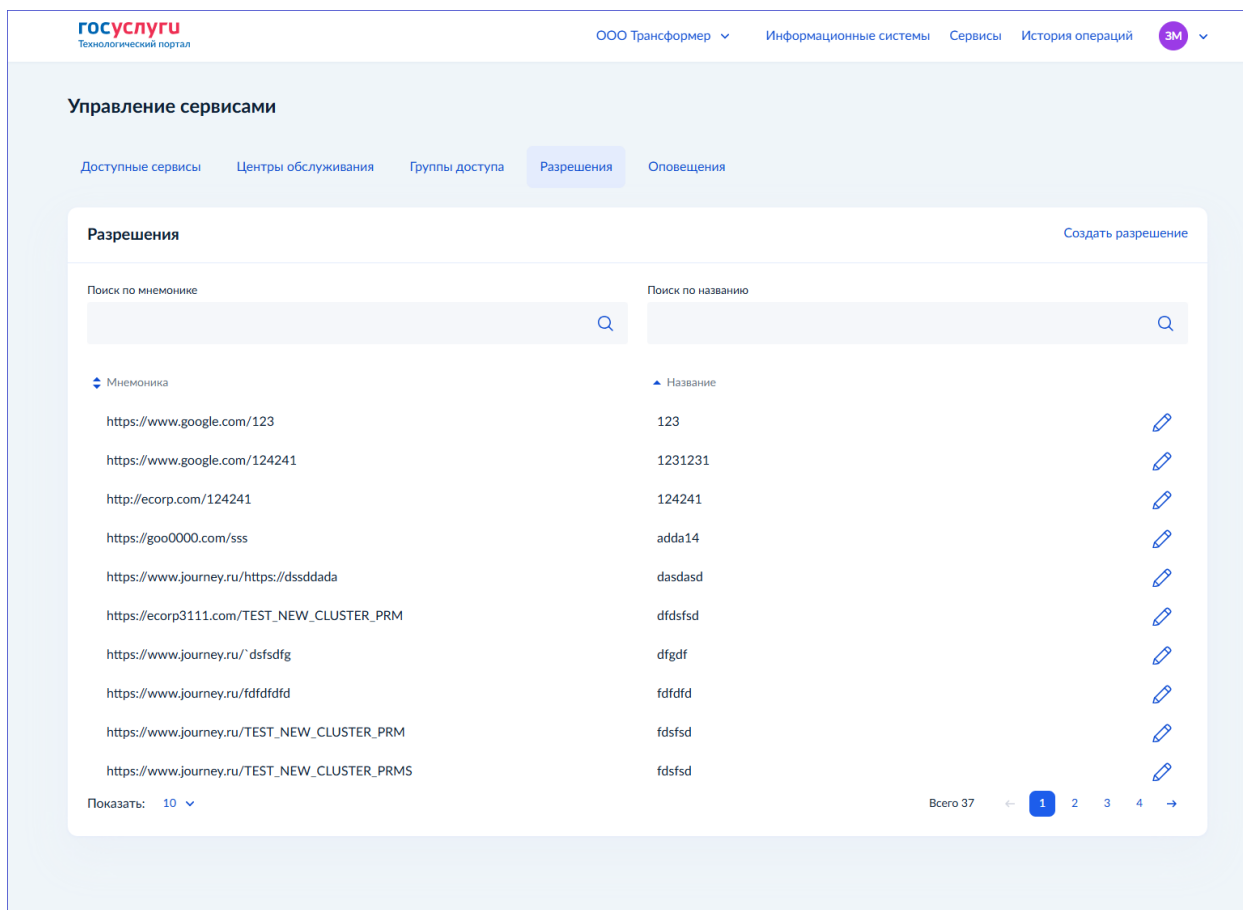 госуслуги
Технологический портал
ООО Трансформер Информационные системы Сервисы История операций ЗМ
Управление сервисами
Доступные сервисы Центры обслуживания Группы доступа Разрешения Оповещения
Разрешения Создать разрешение
Поиск по мнемонике Поиск по названию
Мнемоника Название
https://www.google.com/123 123
https://www.google.com/124241 1231231
http://ecorp.com/124241 124241
https://goo0000.com/sss adda14
https://www.journey.ru/https://dssddada dasdasd
https://ecorp3111.com/TEST_NEW_CLUSTER_PRM dfdsfsd
https://www.journey.ru/`dsfsdfg dfgdf
https://www.journey.ru/fdfdfdfd fdfdfd
https://www.journey.ru/TEST_NEW_CLUSTER_PRM fdsfsd
https://www.journey.ru/TEST_NEW_CLUSTER_PRMS fdsfsd
Показать: 10 Всего 37 ← 1 2 3 4 →